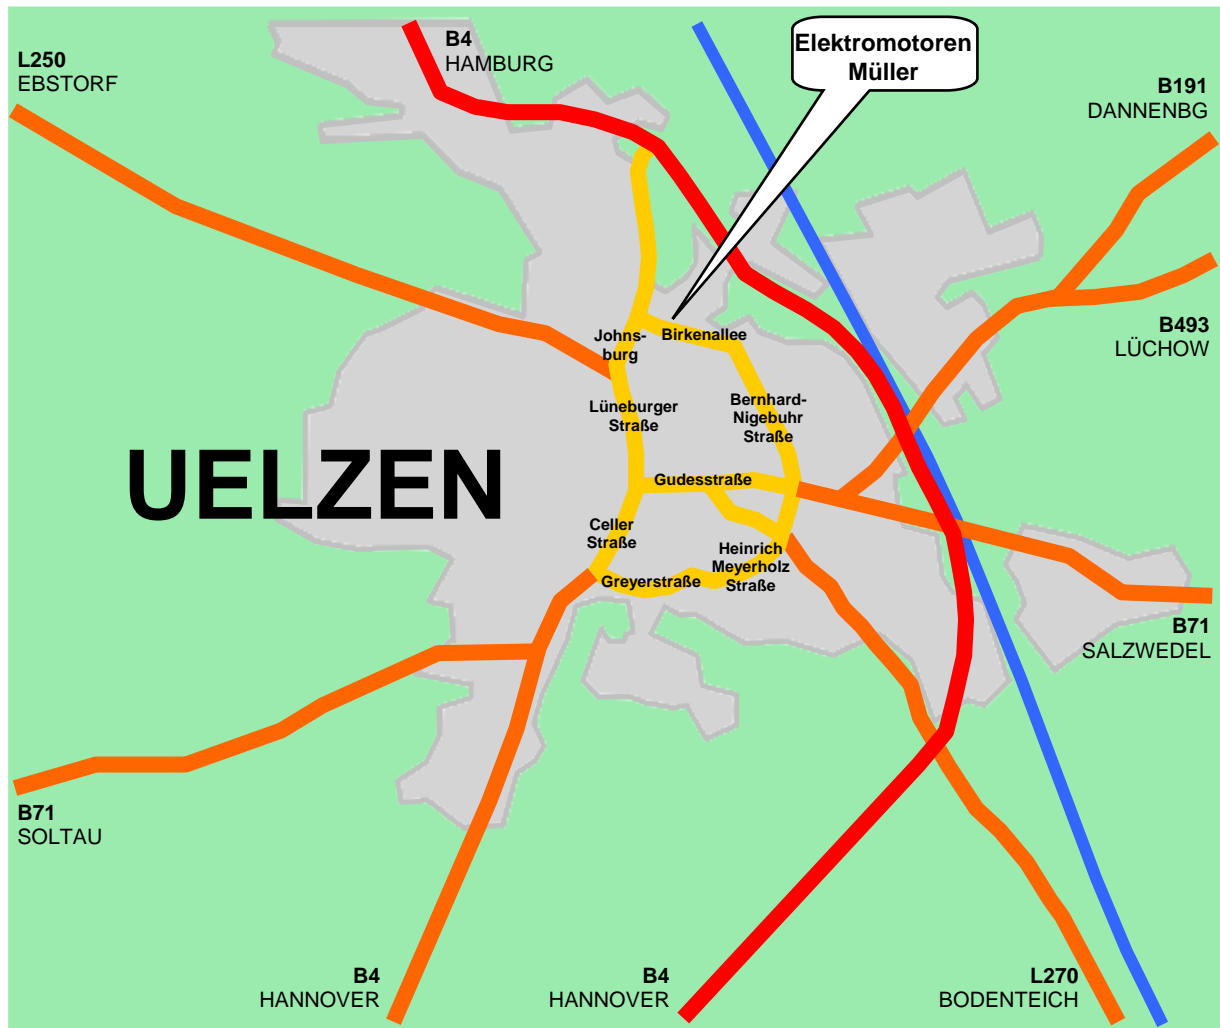 B4
HAMBURG
Elektromotoren
Müller
L250
EBSTORF
B191
DANNENBG
B493
LÜCHOW
Johns-
burg
Birkenallee
Lüneburger
Straße
Bernhard-
Nigebuhr
Straße
UELZEN
Gudesstraße
Celler
Straße
Heinrich
Meyerholz
Straße
Greyerstraße
B71
SALZWEDEL
B71
SOLTAU
B4
HANNOVER
B4
HANNOVER
L270
BODENTEICH